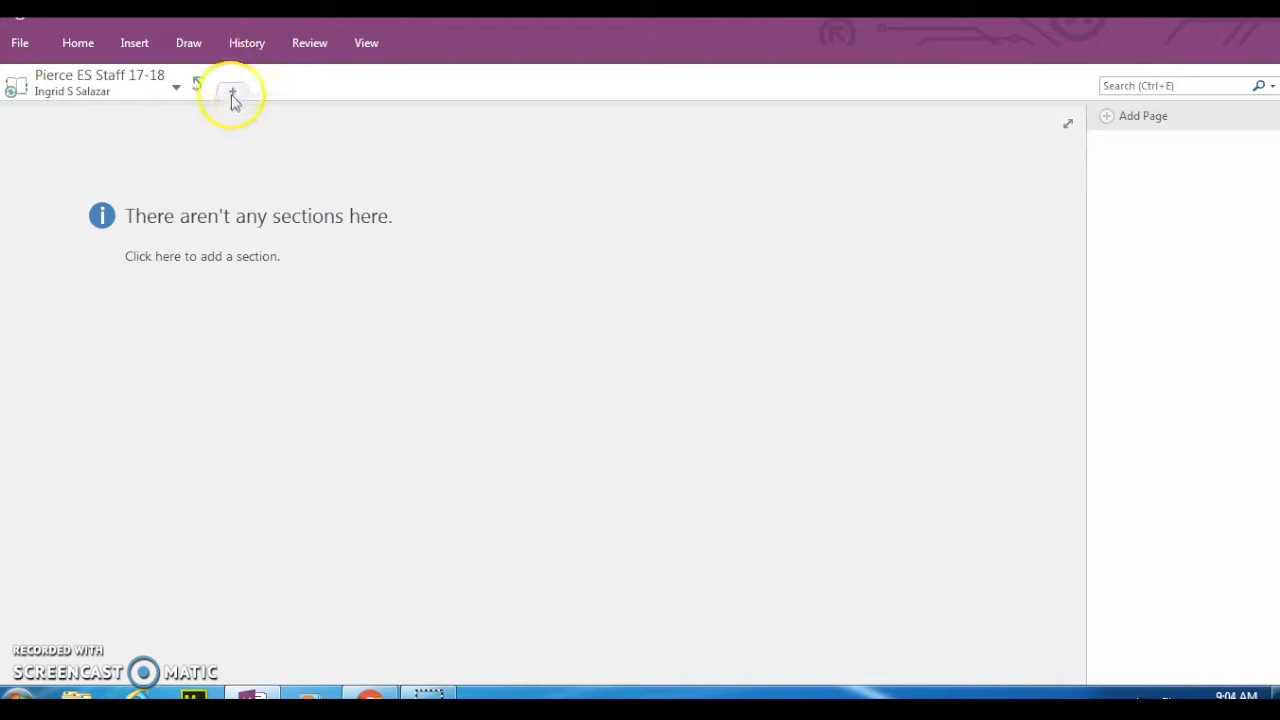 File Home Insert Draw History Review View
Pierce ES Staff 17-18
Ingrid S Salazar
Search (Ctrl+E)
Add Page
There aren't any sections here.
Click here to add a section.
RECORDED WITH
SCREENCAST MATIC
9:04 AM